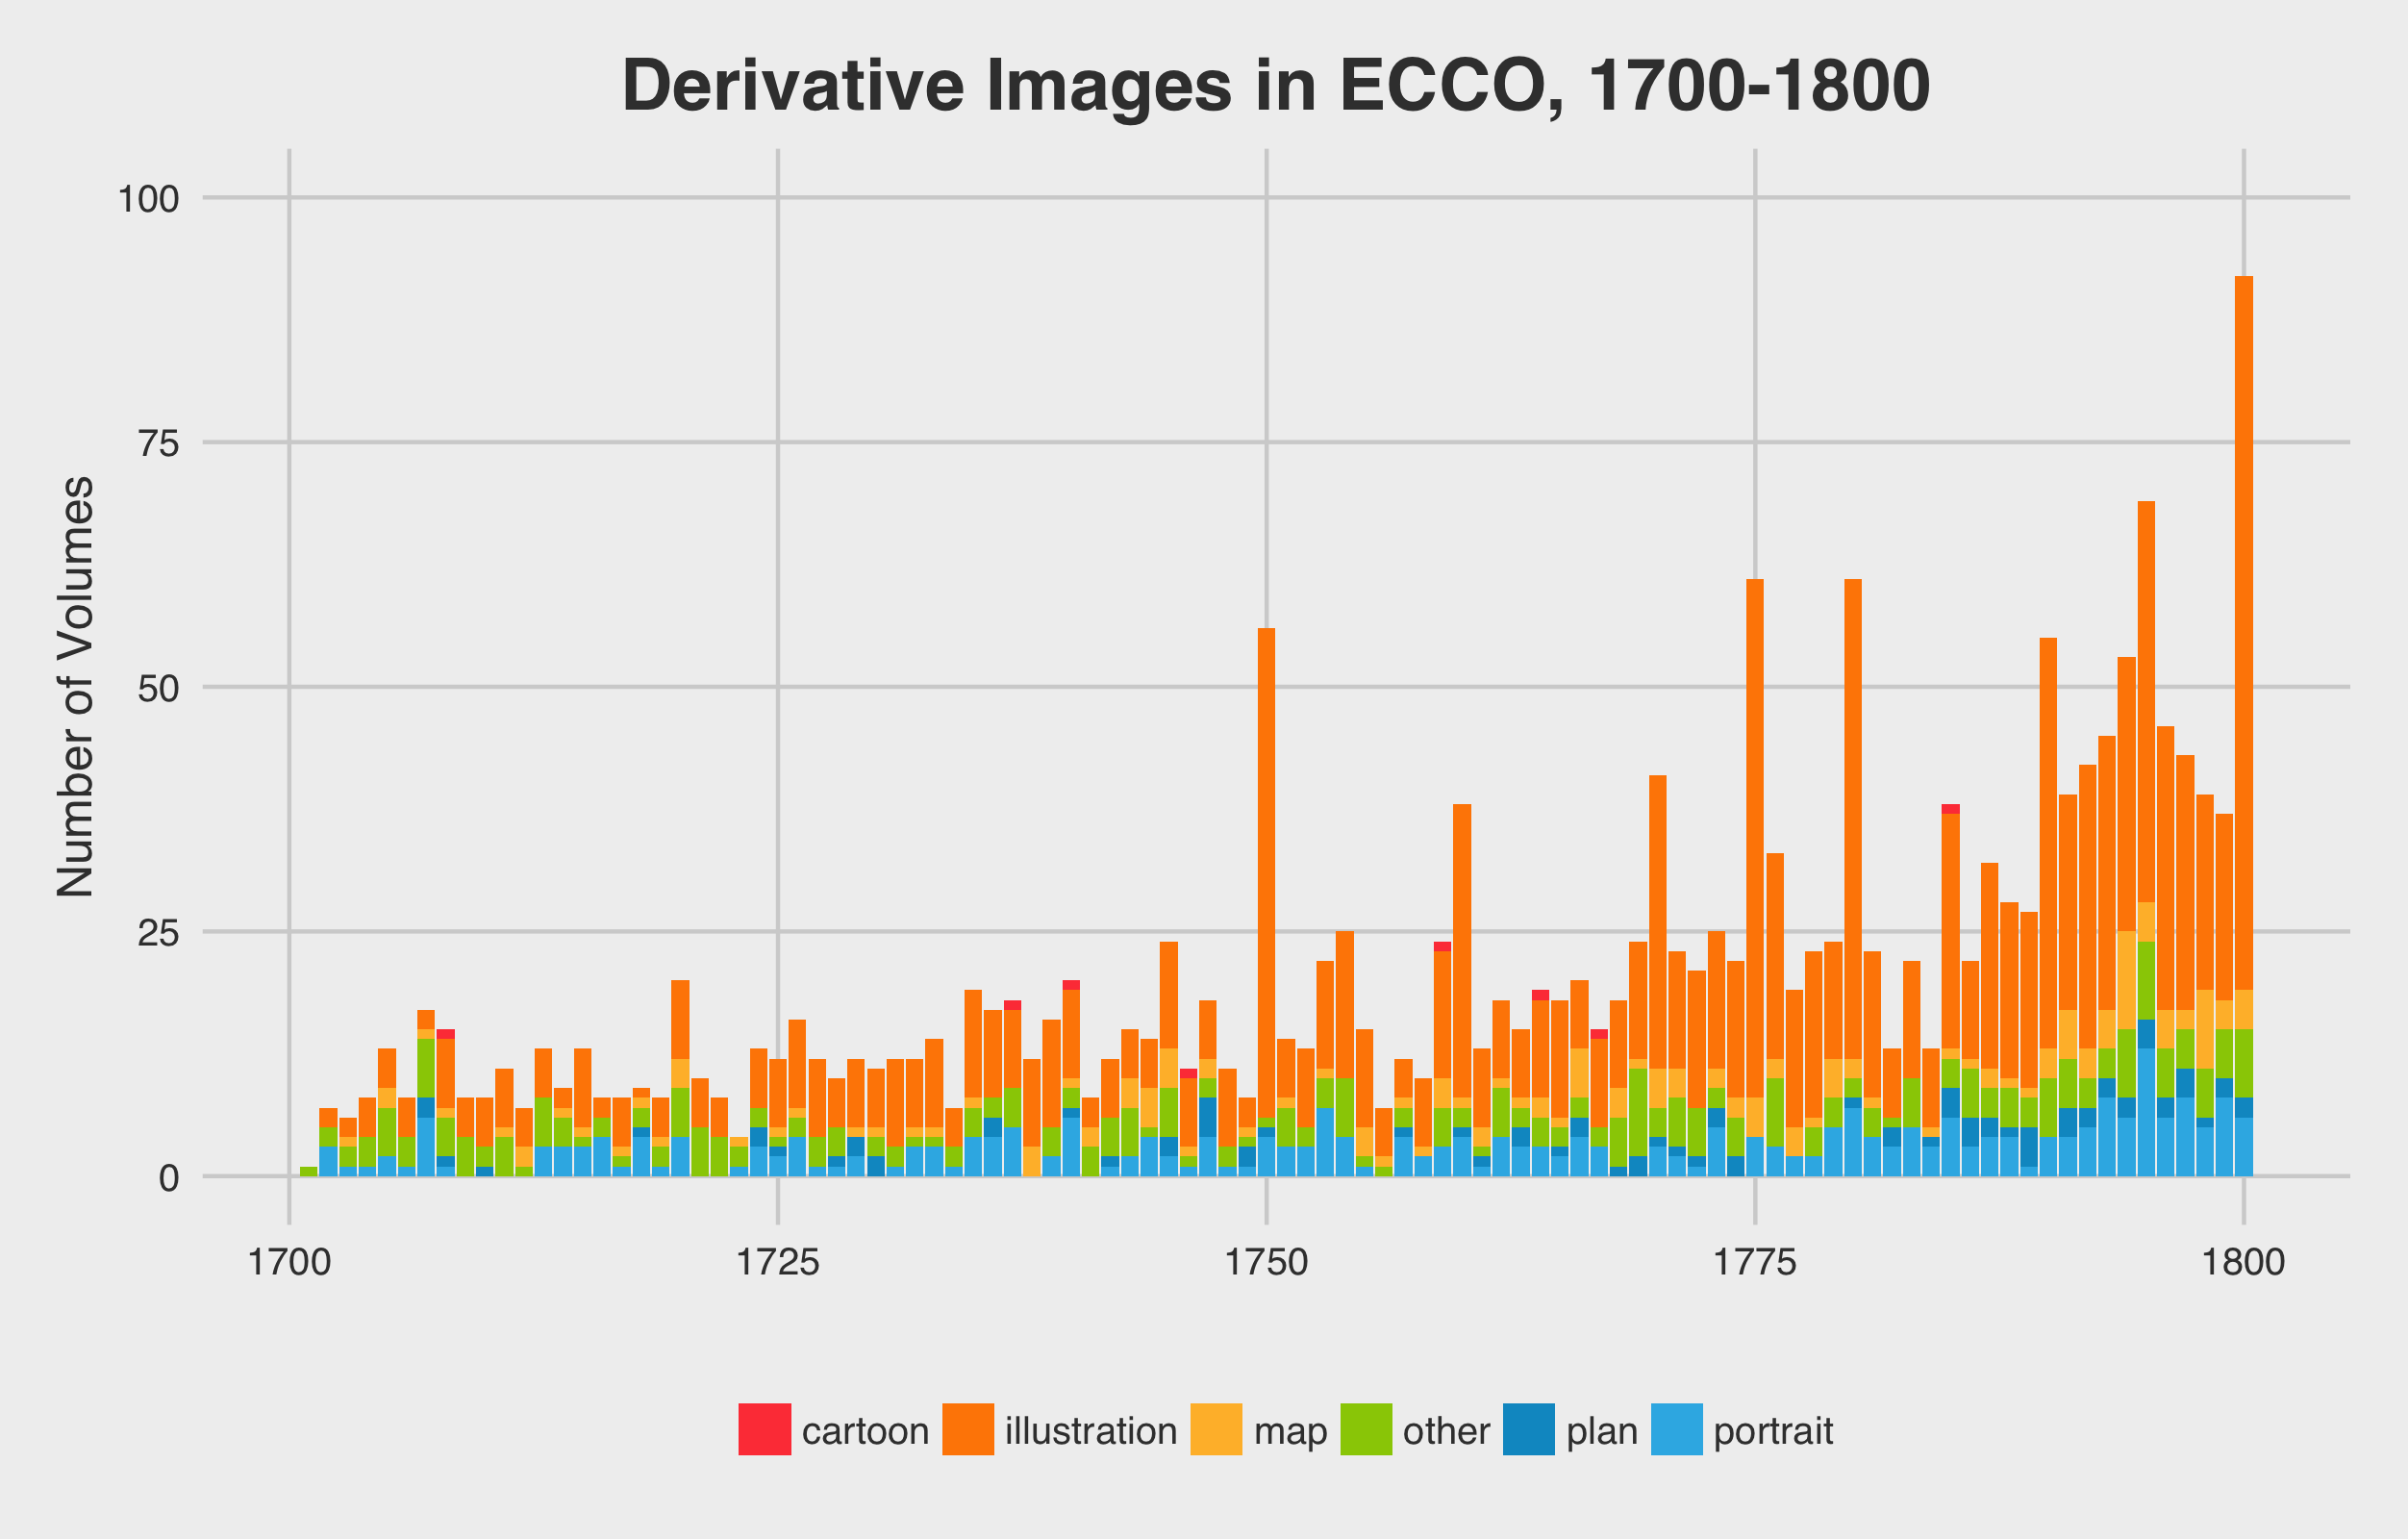 Derivative Images in ECCO, 1700-1800
100
75
50
25
0
Number of Volumes
1700 1725 1750 1775 1800
cartoon illustration map other plan portrait